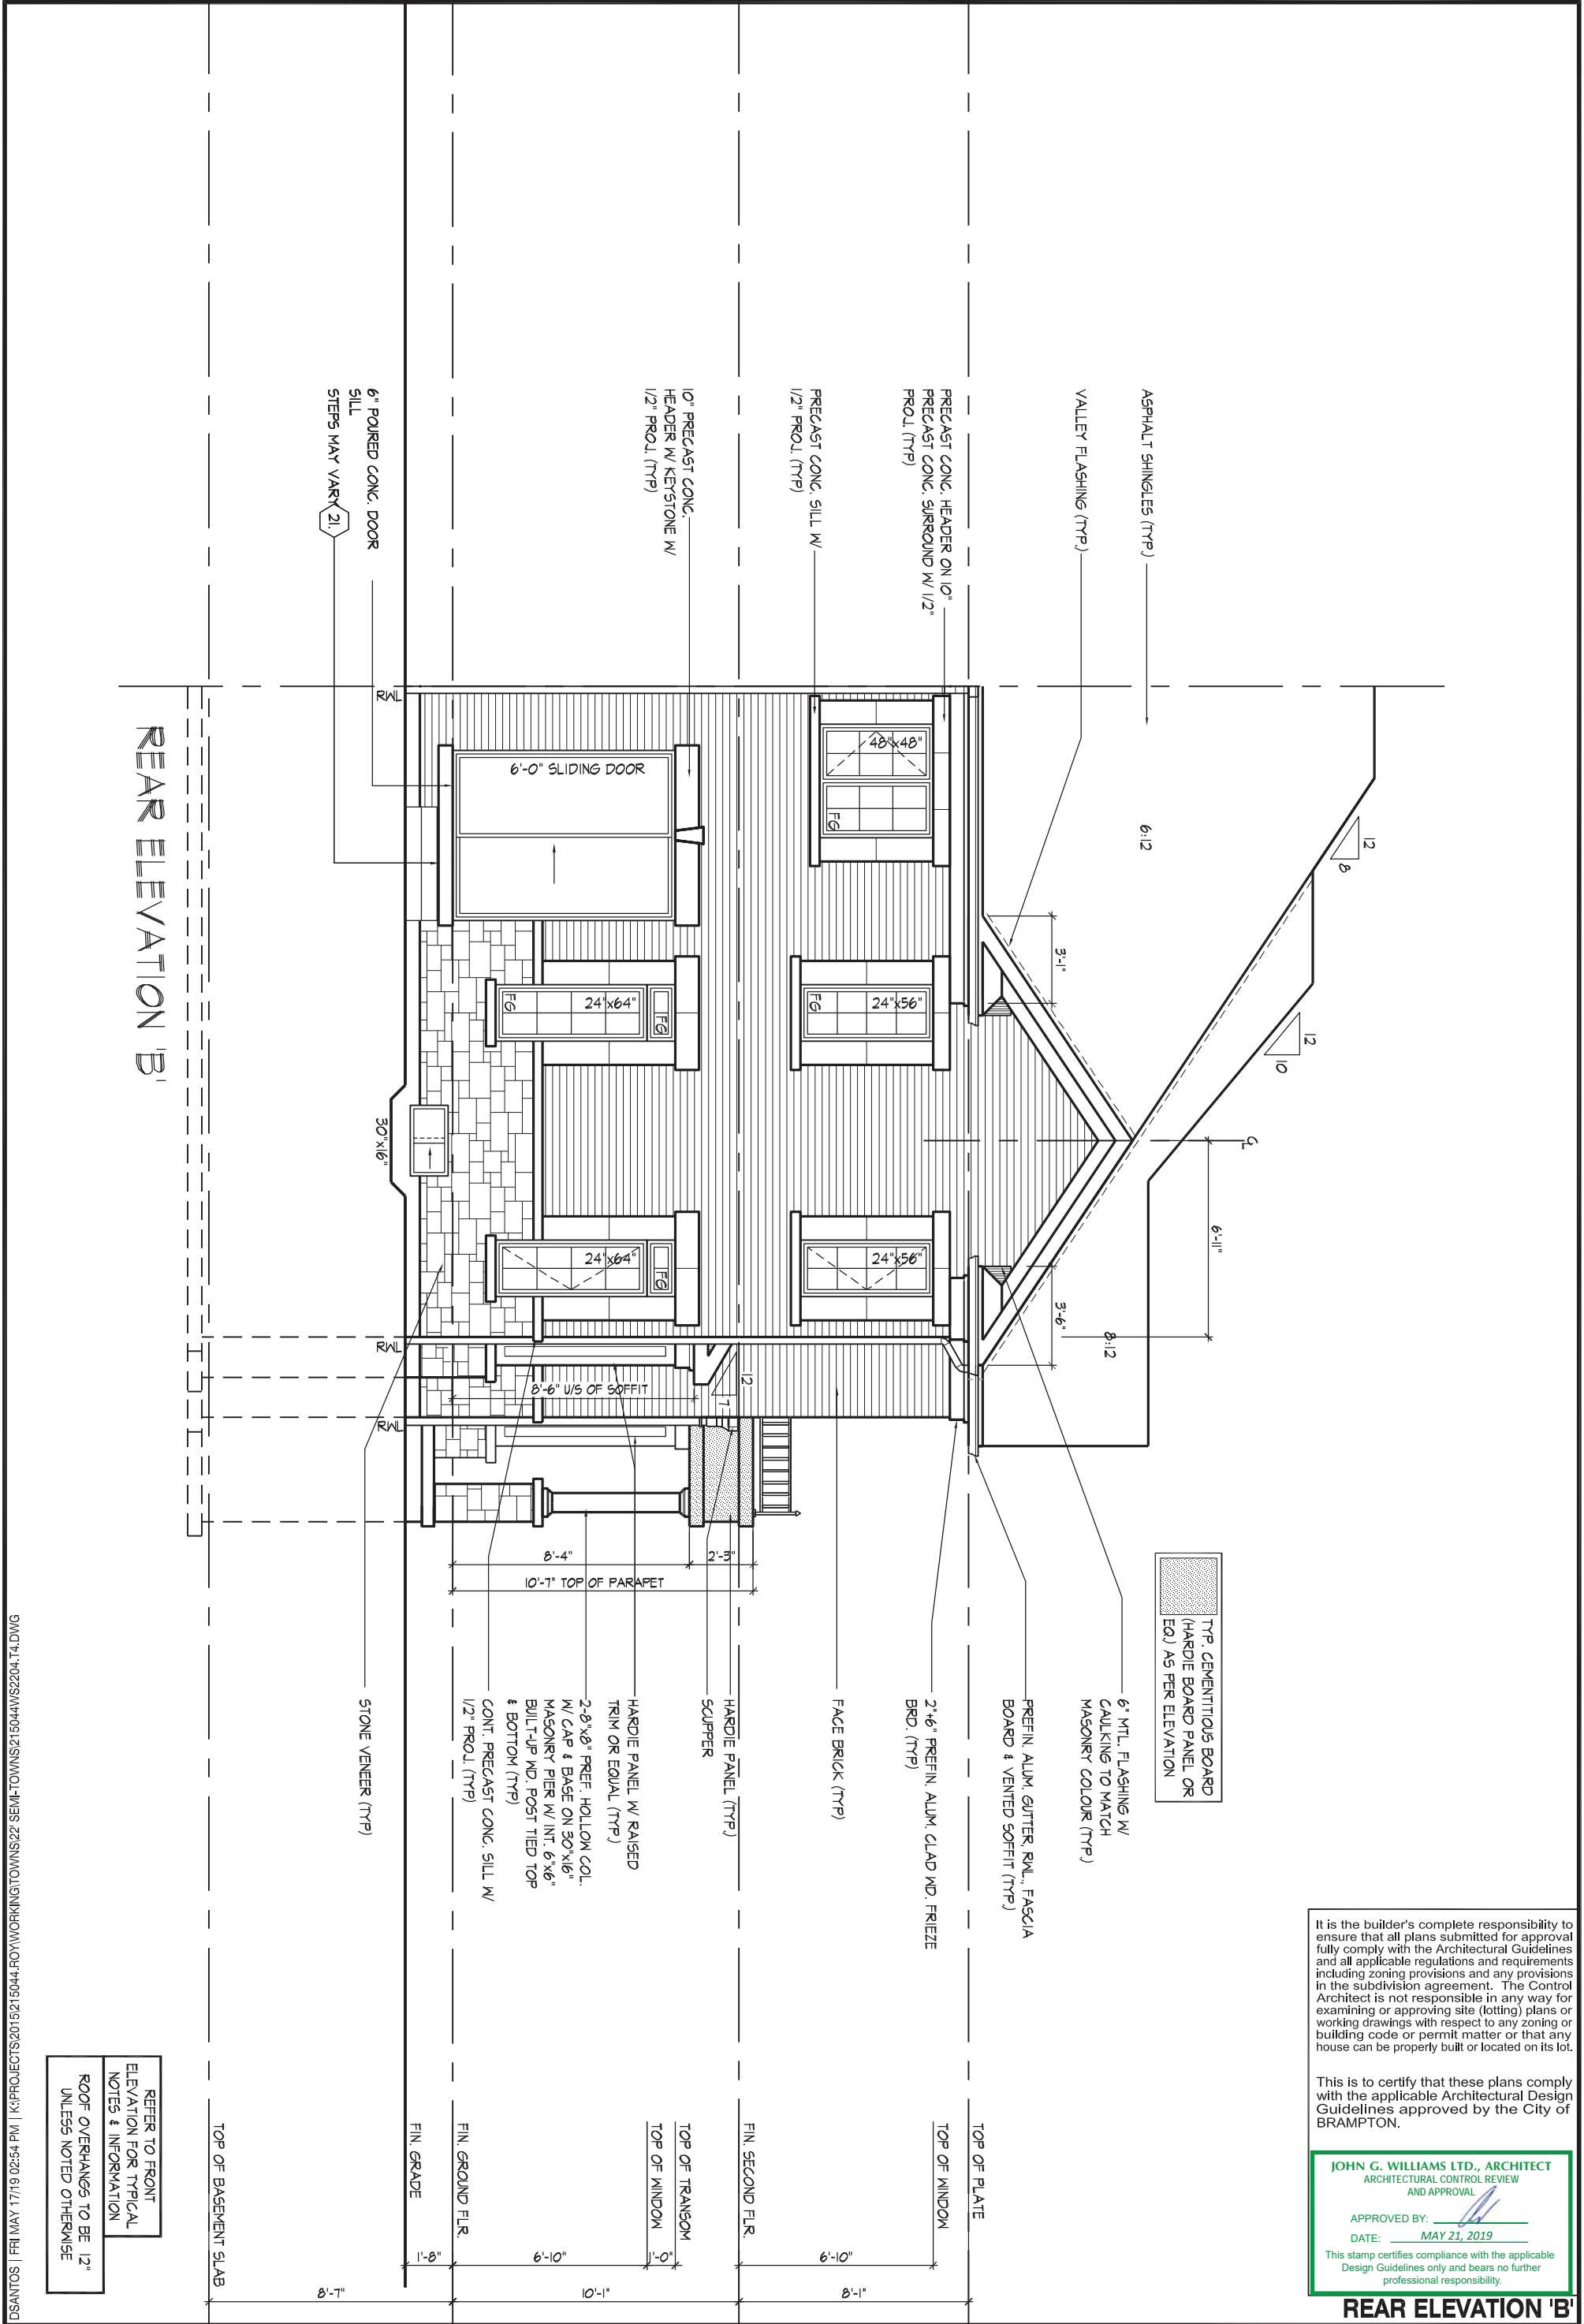 ASPHALT SHINGLES (TYP.)
VALLEY FLASHING (TYP.)
PRECAST CONC. HEADER ON 10"
PRECAST CONC. SURROUND W/ 1/2"
PROJ. (TYP)
PRECAST CONC. SILL W/
1/2" PROJ. (TYP)
10" PRECAST CONC.
HEADER W/ KEYSTONE W/
1/2" PROJ. (TYP)
6" POURED CONC. DOOR
SILL
STEPS MAY VARY 21.
6:12
12
8
12
10
3'-1"
6'-11"
3'-6"
8:12
RWL
48"x48"
FG
6'-0" SLIDING DOOR
24"x56"
FG
24"x64"
FG
FG
24"x56"
24"x64"
FG
30"x16"
RWL
RWL
8'-6" U/S OF SOFFIT
12
7
8'-4"
2'-3"
10'-7" TOP OF PARAPET
TYP. CEMENTITIOUS BOARD
(HARDIE BOARD PANEL OR
EQ.) AS PER ELEVATION
6" MTL. FLASHING W/
CAULKING TO MATCH
MASONRY COLOUR (TYP.)
PREFIN. ALUM. GUTTER, RWL., FASCIA
BOARD & VENTED SOFFIT (TYP.)
2"+6" PREFIN. ALUM. CLAD WD. FRIEZE
BRD. (TYP)
FACE BRICK (TYP)
HARDIE PANEL (TYP.)
SCUPPER
HARDIE PANEL W/ RAISED
TRIM OR EQUAL (TYP.)
2-8"x8" PREF. HOLLOW COL.
W/ CAP & BASE ON 30"x16"
MASONRY PIER W/ INT. 6"x6"
BUILT-UP WD. POST TIED TOP
& BOTTOM (TYP)
CONT. PRECAST CONC. SILL W/
1/2" PROJ. (TYP)
STONE VENEER (TYP)
TOP OF PLATE
TOP OF WINDOW
FIN. SECOND FLR.
TOP OF TRANSOM
TOP OF WINDOW
FIN. GROUND FLR.
FIN. GRADE
TOP OF BASEMENT SLAB
6'-10"
1'-0"
6'-10"
1'-8"
8'-1"
10'-1"
8'-7"
REAR ELEVATION 'B'
REFER TO FRONT
ELEVATION FOR TYPICAL
NOTES & INFORMATION
ROOF OVERHANGS TO BE 12"
UNLESS NOTED OTHERWISE
DSANTOS | FRI MAY 17/19 02:54 PM | K:\PROJECTS\2015\215044.ROY\WORKING\TOWNS\22' SEMI-TOWNS\215044WS2204.T4.DWG
It is the builder's complete responsibility to
ensure that all plans submitted for approval
fully comply with the Architectural Guidelines
and all applicable regulations and requirements
including zoning provisions and any provisions
in the subdivision agreement. The Control
Architect is not responsible in any way for
examining or approving site (lotting) plans or
working drawings with respect to any zoning or
building code or permit matter or that any
house can be properly built or located on its lot.
This is to certify that these plans comply
with the applicable Architectural Design
Guidelines approved by the City of
BRAMPTON.
JOHN G. WILLIAMS LTD., ARCHITECT
ARCHITECTURAL CONTROL REVIEW
AND APPROVAL
APPROVED BY:
DATE: MAY 21, 2019
This stamp certifies compliance with the applicable
Design Guidelines only and bears no further
professional responsibility.
REAR ELEVATION 'B'